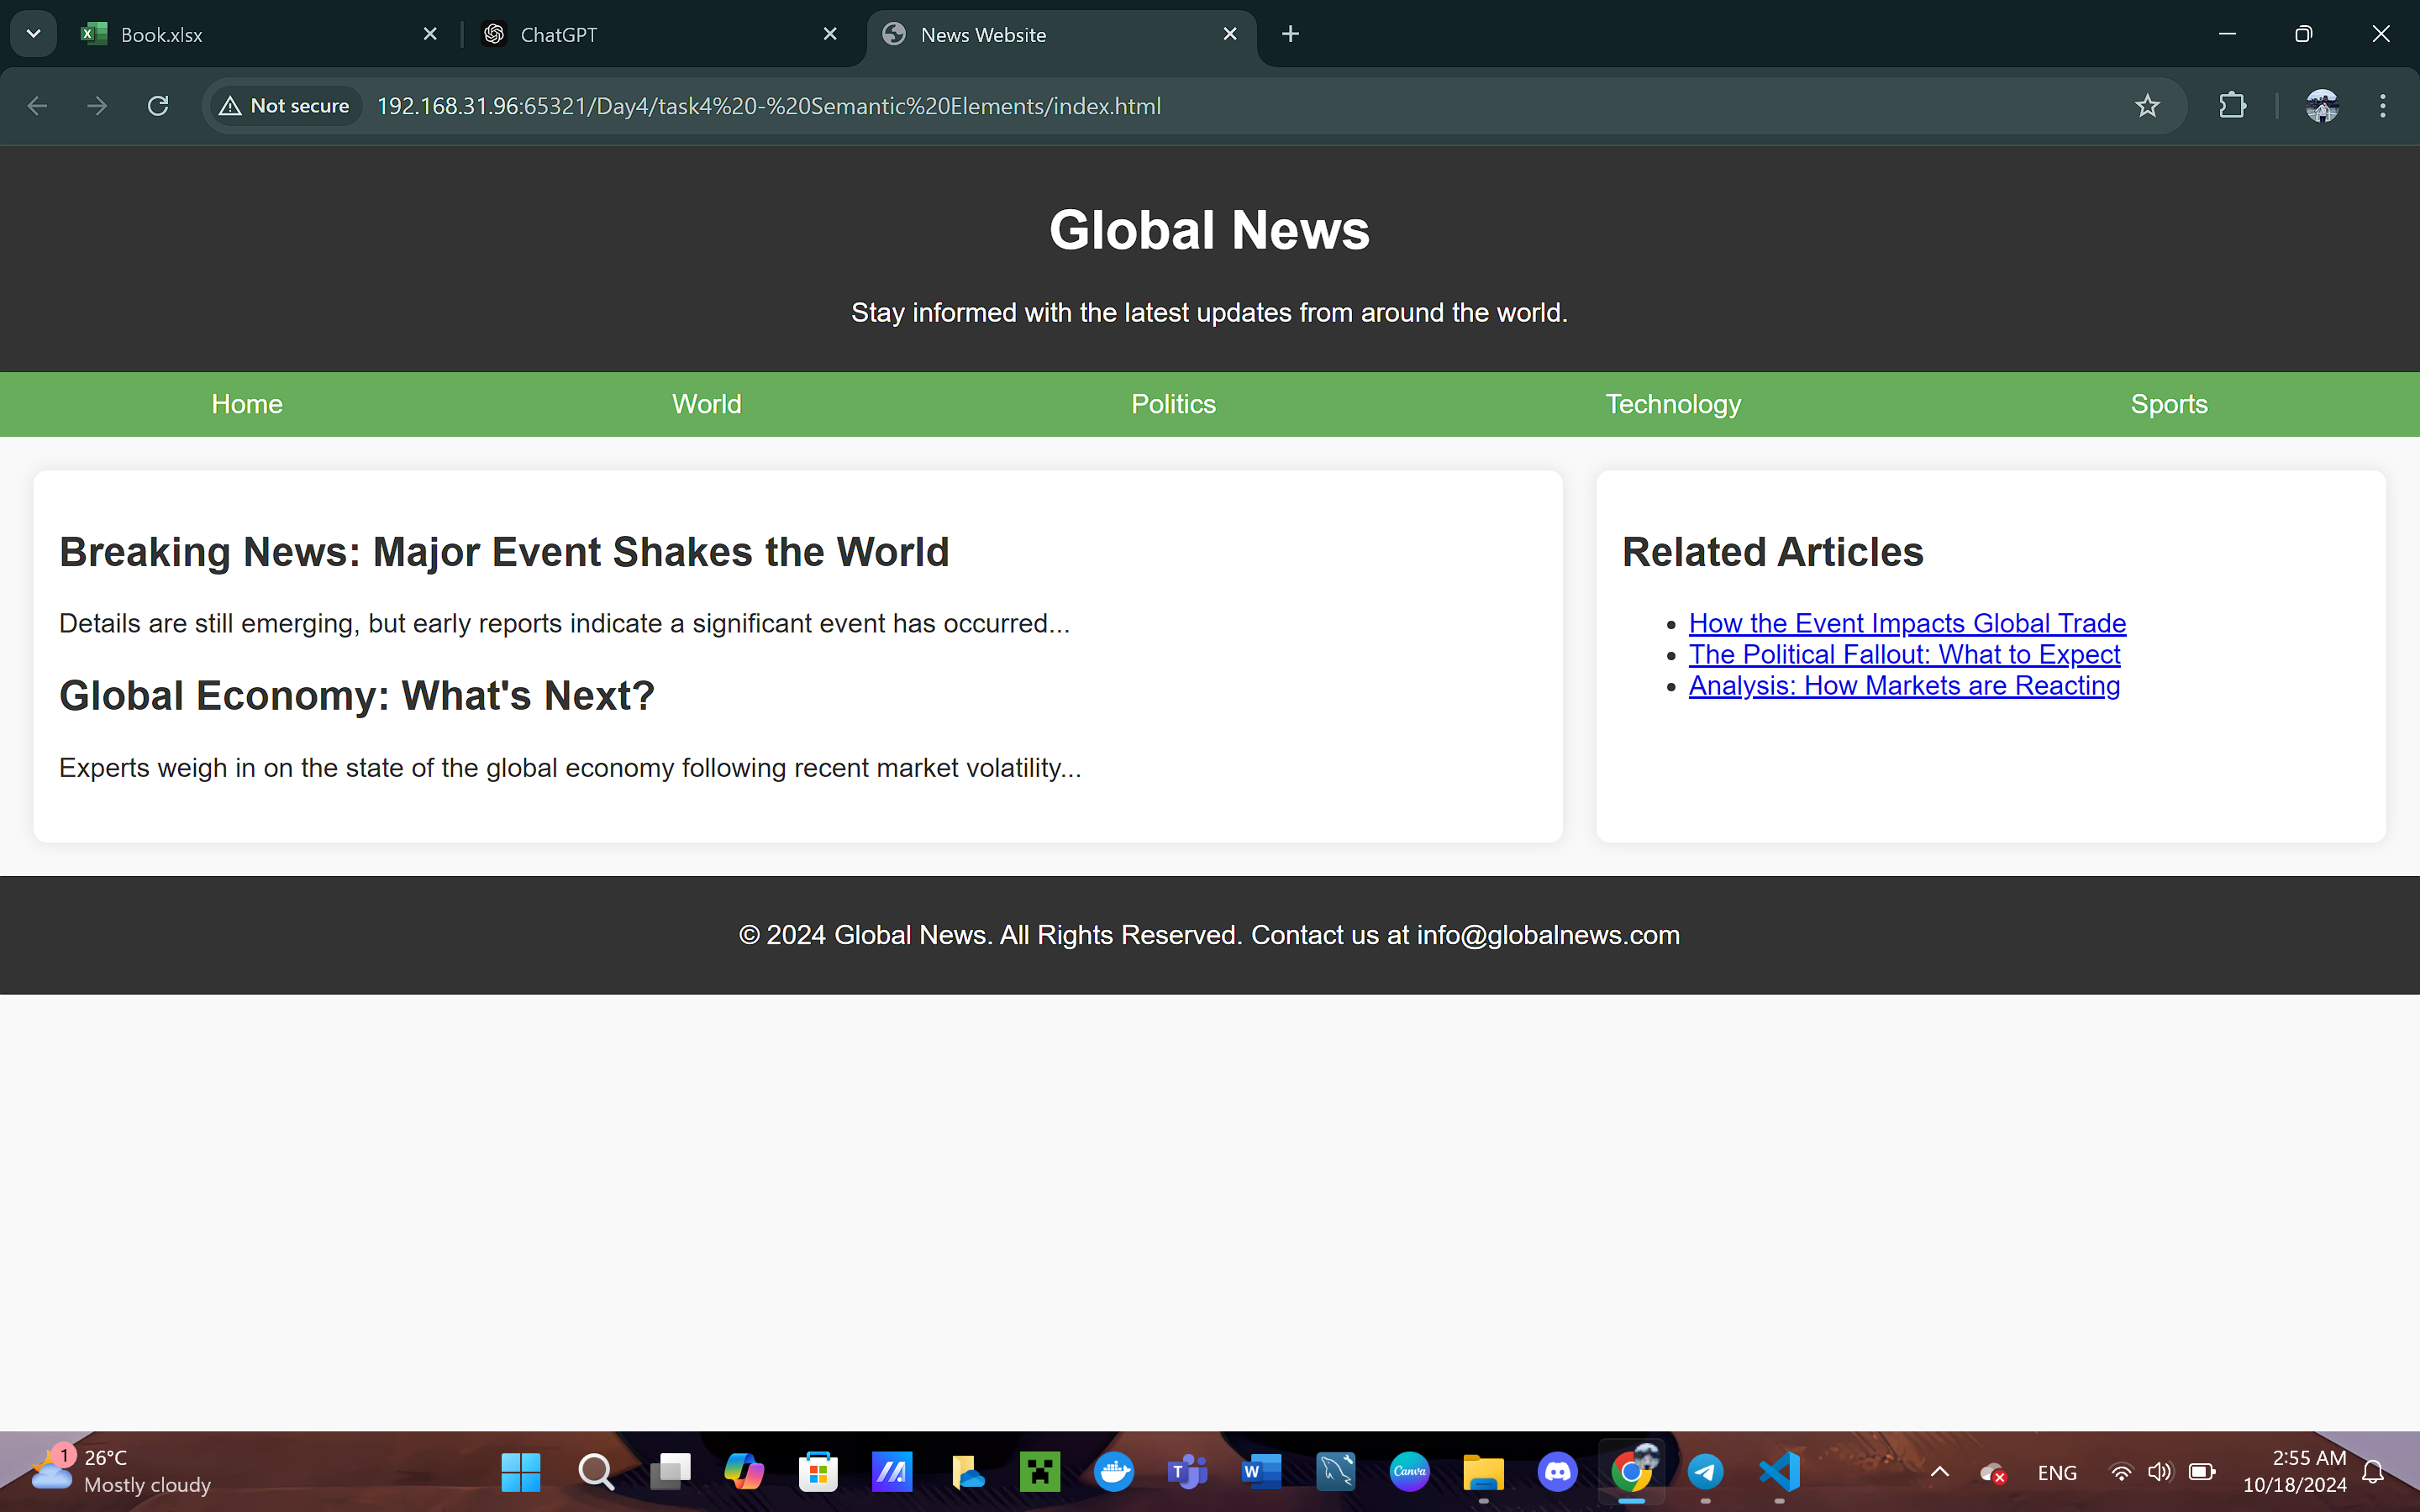 Book.xlsx
ChatGPT
News Website
Not secure
192.168.31.96:65321/Day4/task4%20-%20Semantic%20Elements/index.html
Global News
Stay informed with the latest updates from around the world.
Home World Politics Technology Sports
Breaking News: Major Event Shakes the World
Details are still emerging, but early reports indicate a significant event has occurred...
Global Economy: What's Next?
Experts weigh in on the state of the global economy following recent market volatility...
Related Articles
How the Event Impacts Global Trade
The Political Fallout: What to Expect
Analysis: How Markets are Reacting
© 2024 Global News. All Rights Reserved. Contact us at info@globalnews.com
1
26°C
Mostly cloudy
T
W
Canva
ENG
2:55 AM
10/18/2024